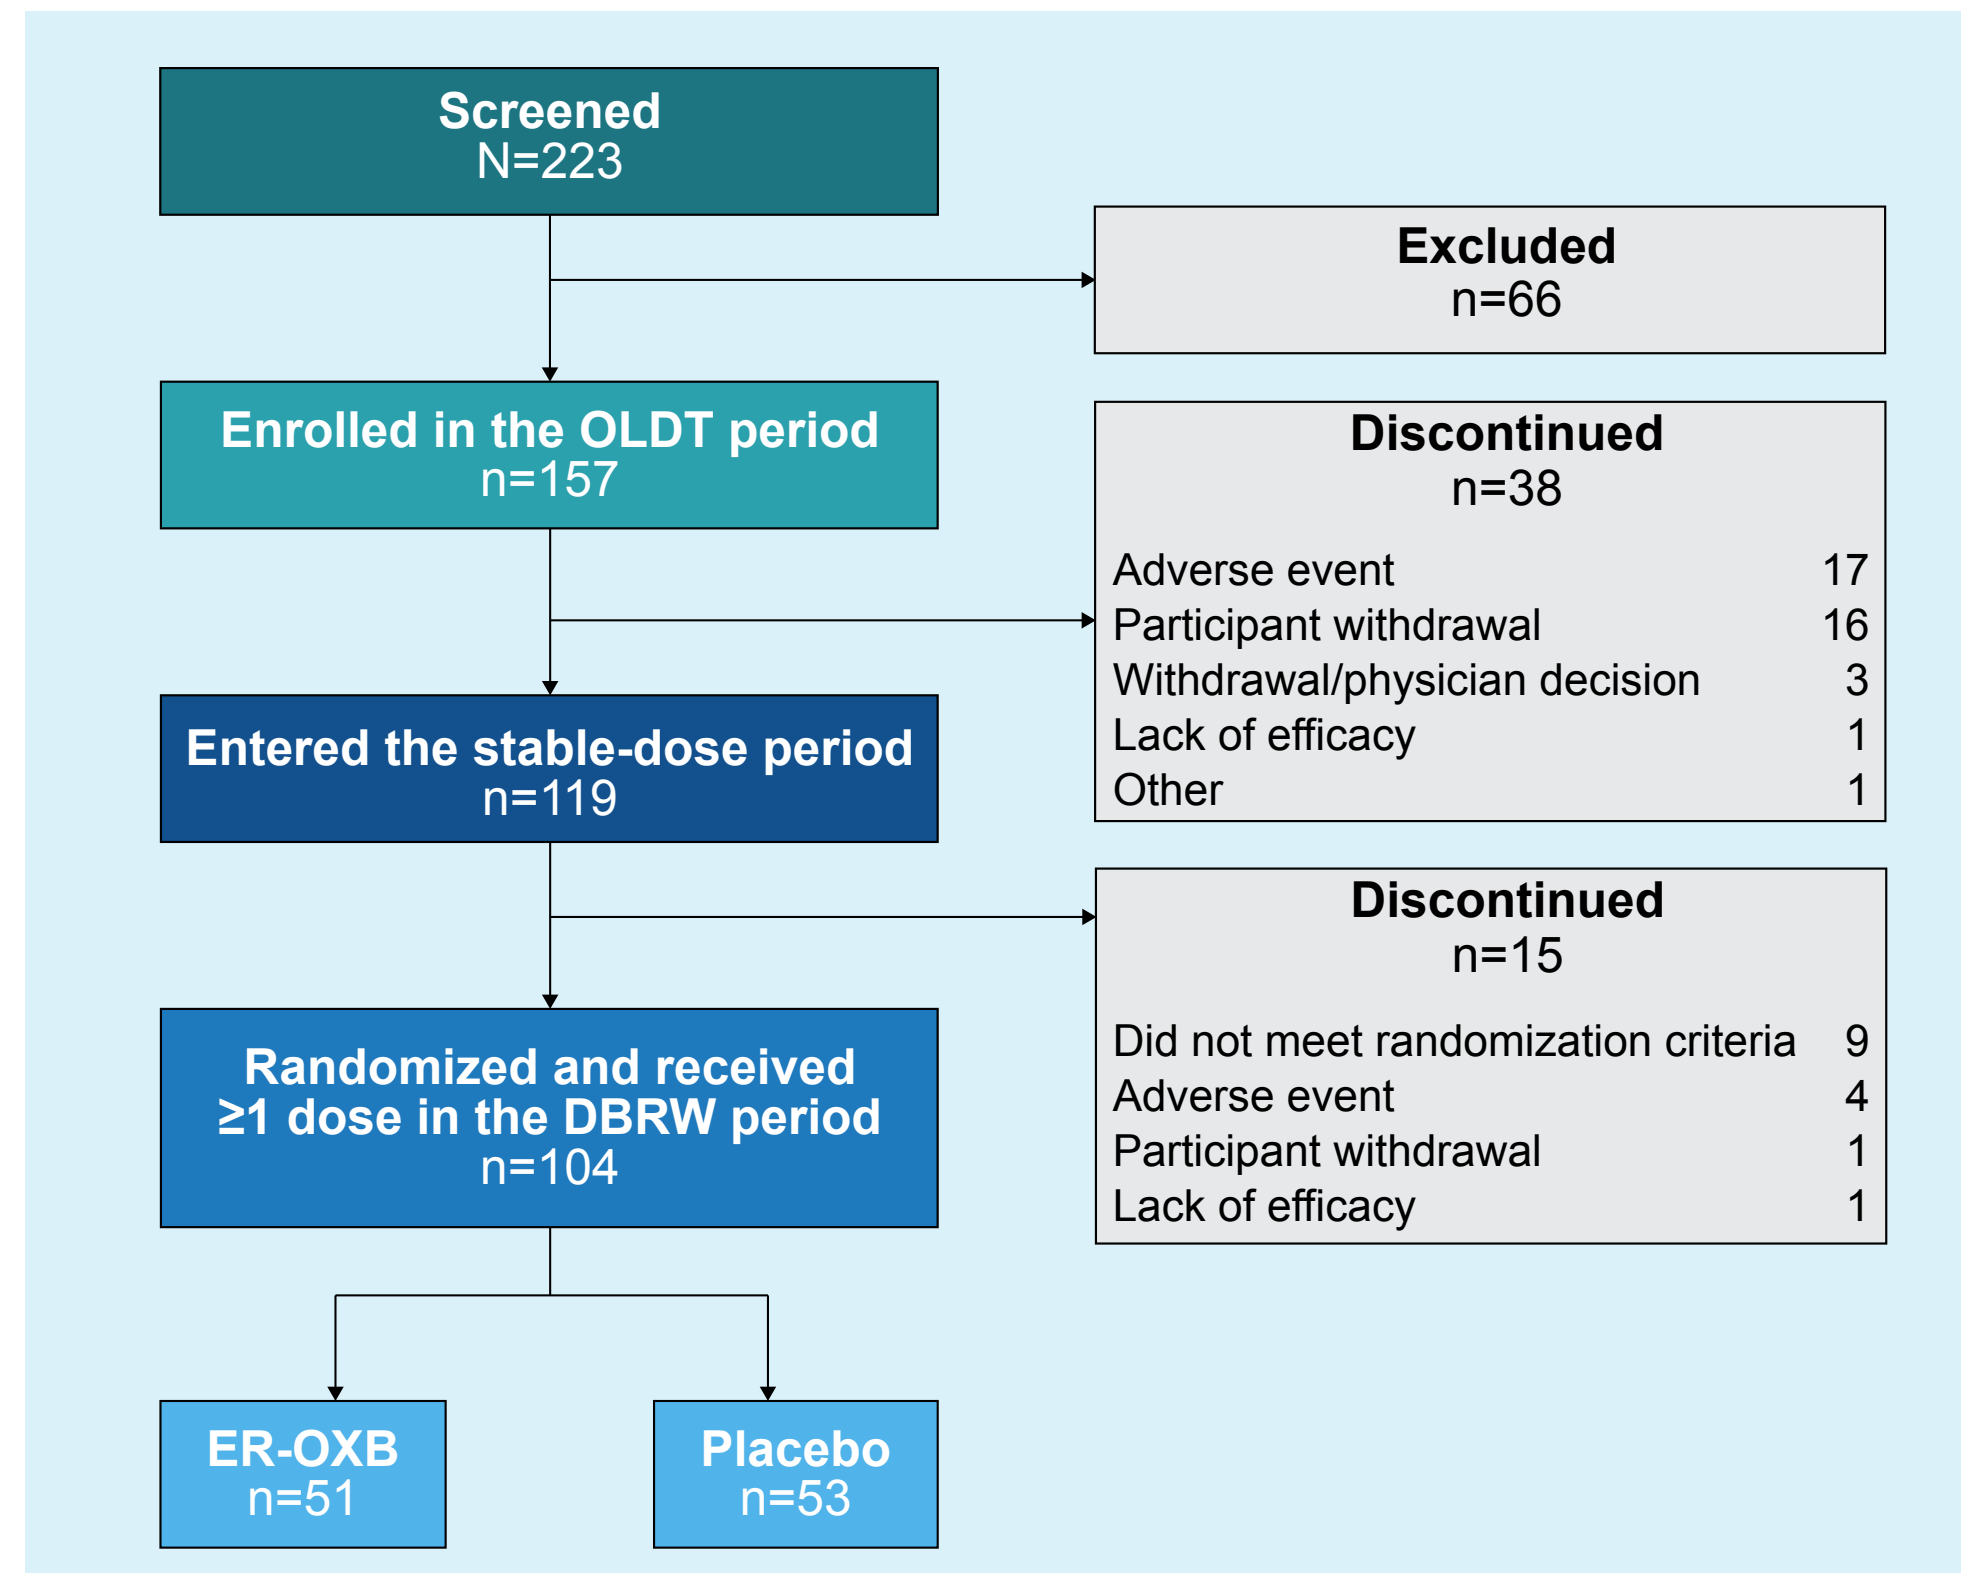 Screened
N=223
Excluded
n=66
Enrolled in the OLDT period
n=157
Discontinued
n=38
Adverse event 17
Participant withdrawal 16
Withdrawal/physician decision 3
Lack of efficacy 1
Other 1
Entered the stable-dose period
n=119
Discontinued
n=15
Did not meet randomization criteria 9
Adverse event 4
Participant withdrawal 1
Lack of efficacy 1
Randomized and received
≥1 dose in the DBRW period
n=104
ER-OXB
n=51
Placebo
n=53